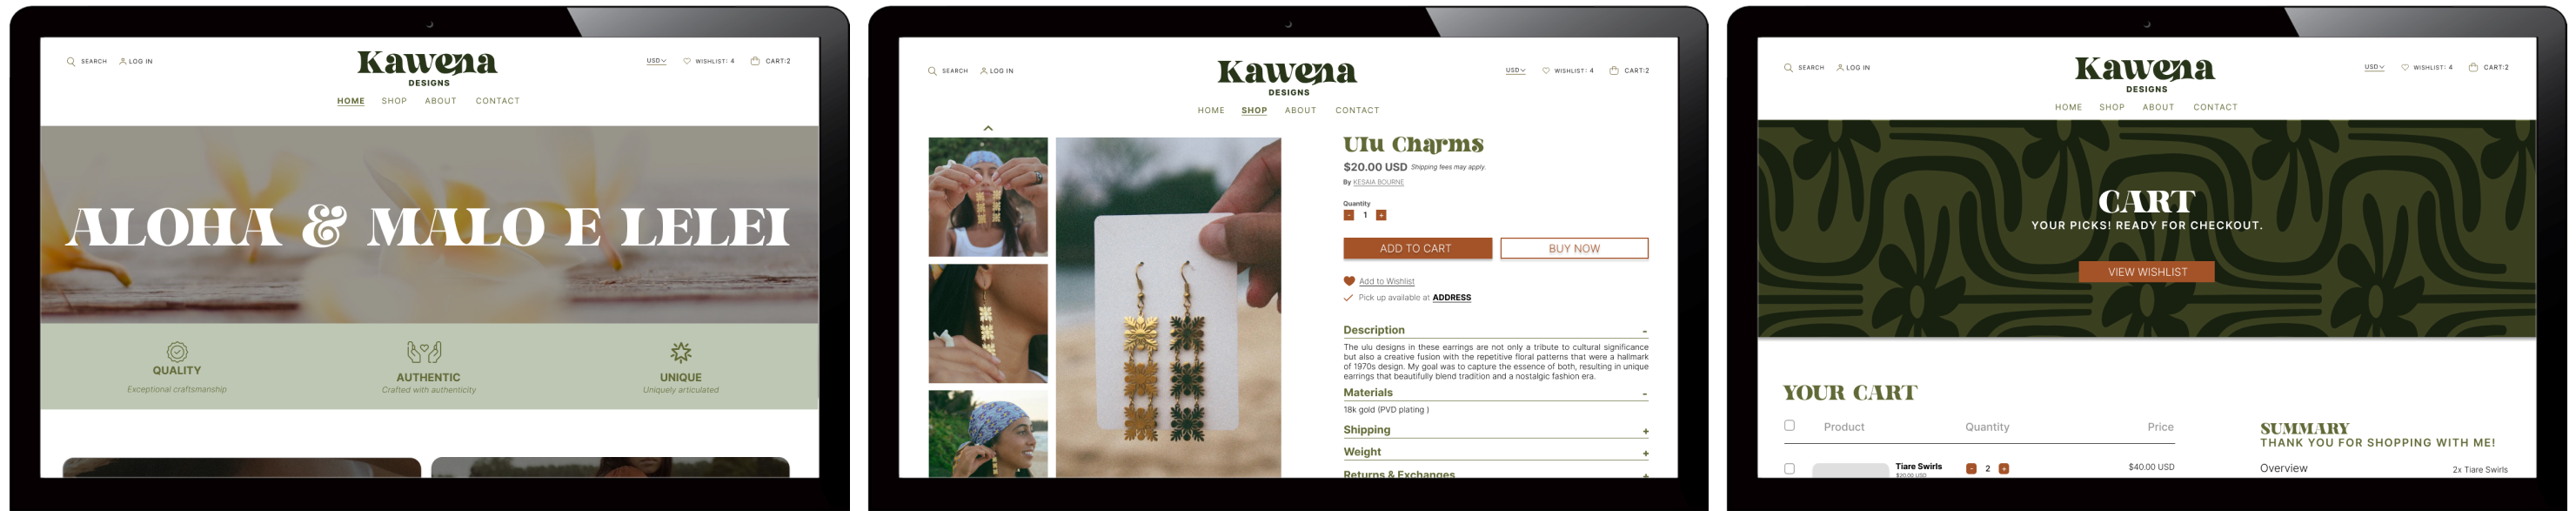 SEARCH LOG IN
Kawena
DESIGNS
USD WISHLIST: 4 CART:2
HOME SHOP ABOUT CONTACT
ALOHA & MALO E LELEI
QUALITY
Exceptional craftsmanship
AUTHENTIC
Crafted with authenticity
UNIQUE
Uniquely articulated
SEARCH LOG IN
Kawena
DESIGNS
USD WISHLIST: 4 CART:2
HOME SHOP ABOUT CONTACT
Ulu Charms
$20.00 USD Shipping fees may apply.
By KESAIA BOURNE
Quantity
- 1 +
ADD TO CART BUY NOW
Add to Wishlist
Pick up available at ADDRESS
Description -
The ulu designs in these earrings are not only a tribute to cultural significance
but also a creative fusion with the repetitive floral patterns that were a hallmark
of 1970s design. My goal was to capture the essence of both, resulting in unique
earrings that beautifully blend tradition and a nostalgic fashion era.
Materials -
18k gold (PVD plating )
Shipping +
Weight +
Returns & Exchanges +
SEARCH LOG IN
Kawena
DESIGNS
USD WISHLIST: 4 CART:2
HOME SHOP ABOUT CONTACT
CART
YOUR PICKS! READY FOR CHECKOUT.
VIEW WISHLIST
YOUR CART
Product Quantity Price
Tiare Swirls - 2 + $40.00 USD
$20.00 USD
SUMMARY
THANK YOU FOR SHOPPING WITH ME!
Overview 2x Tiare Swirls